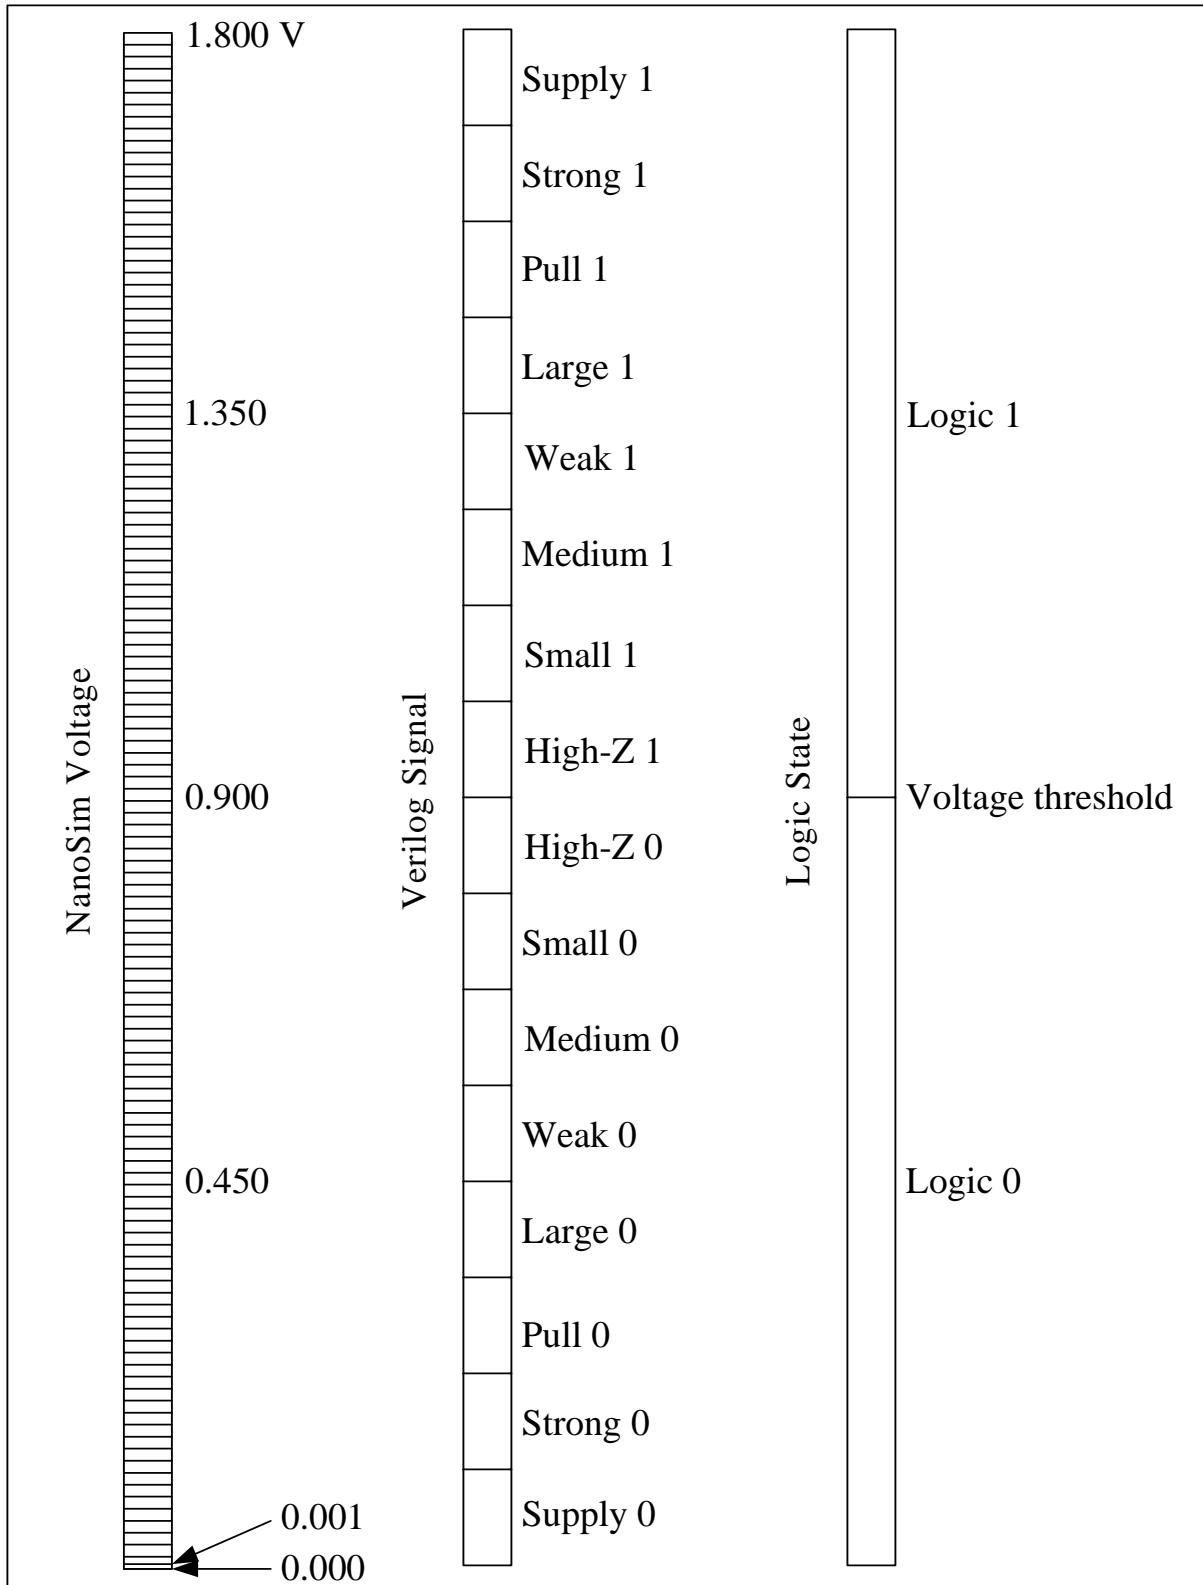 1.800 V
Supply 1
Strong 1
Pull 1
Large 1
1.350
Logic 1
Weak 1
Medium 1
Small 1
High-Z 1
NanoSim Voltage
Verilog Signal
Logic State
0.900
Voltage threshold
High-Z 0
Small 0
Medium 0
Weak 0
0.450
Logic 0
Large 0
Pull 0
Strong 0
Supply 0
0.001
0.000